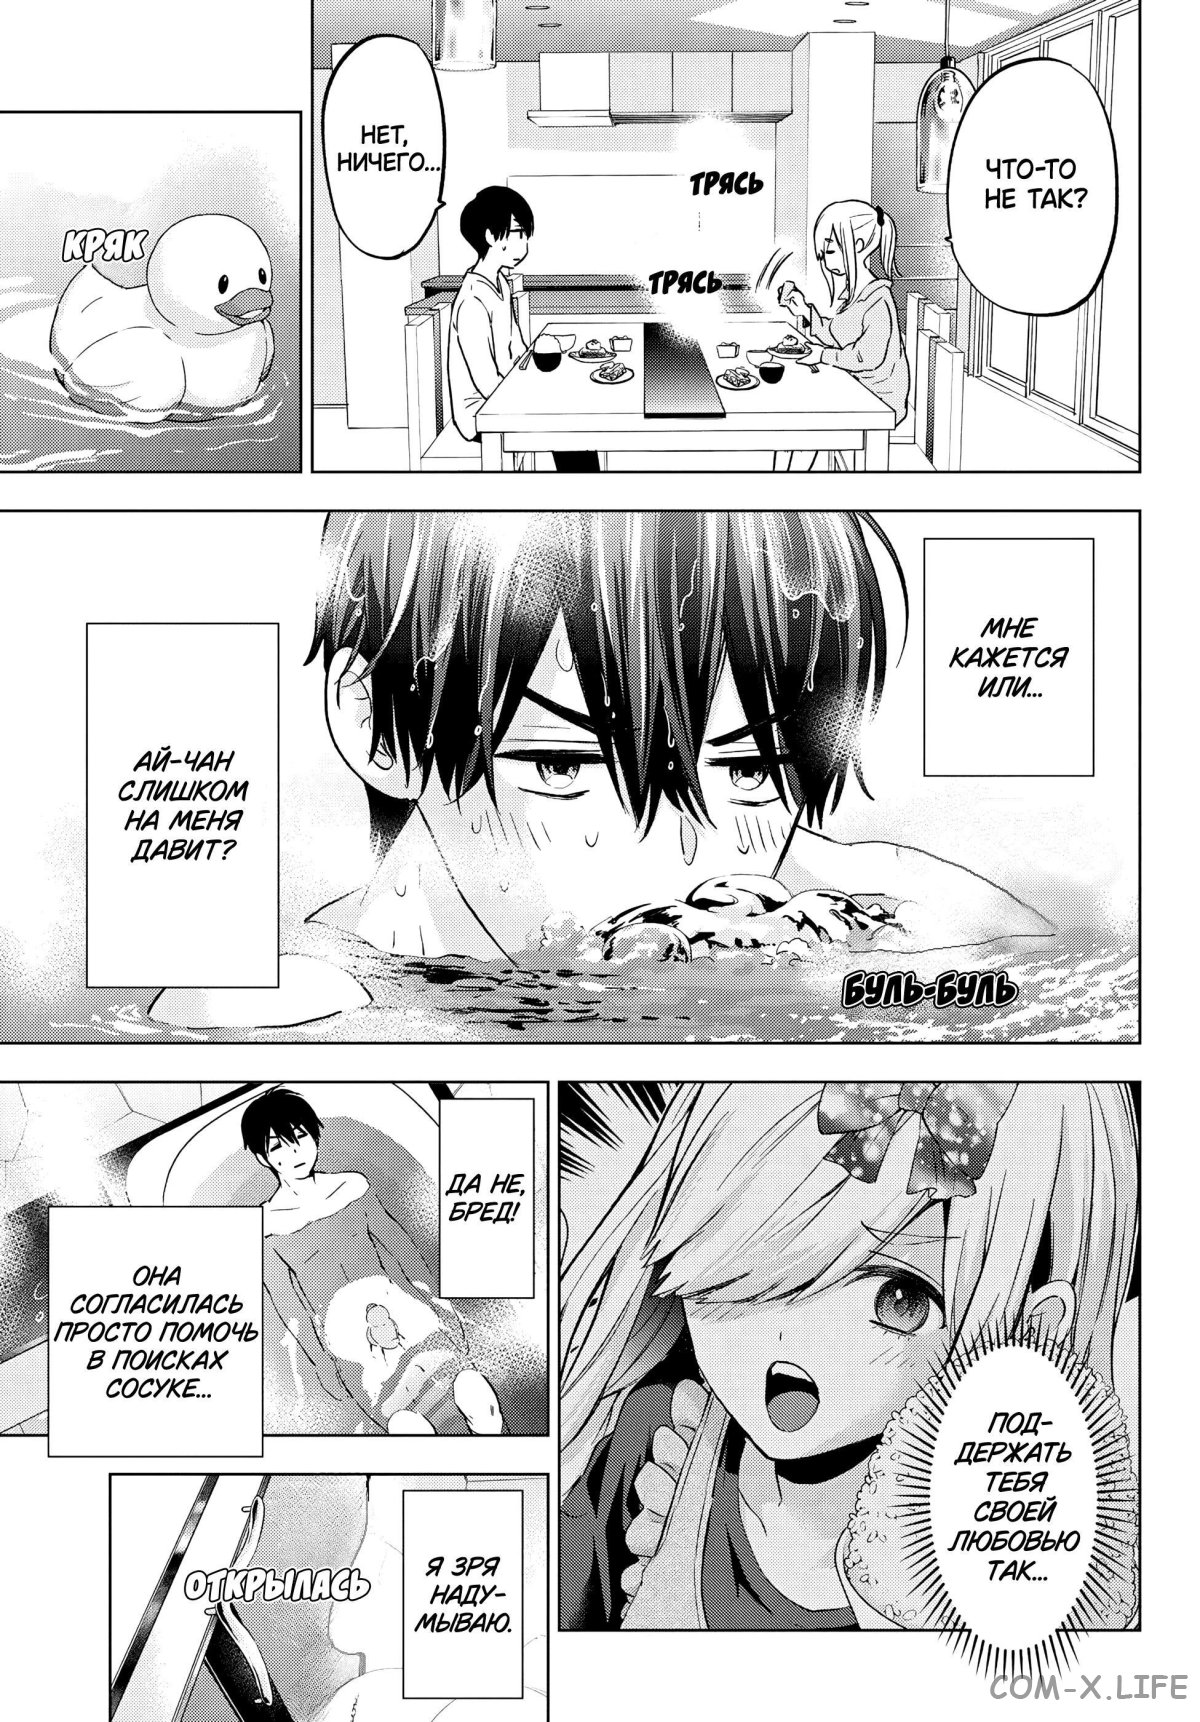 ЧТО-ТО
НЕ ТАК?
ТРЯСЬ
ТРЯСЬ
НЕТ,
НИЧЕГО...
КРЯК
МНЕ
КАЖЕТСЯ
ИЛИ...
АЙ-ЧАН
СЛИШКОМ
НА МЕНЯ
ДАВИТ?
БУЛЬ-БУЛЬ
ПОД-
ДЕРЖАТЬ
ТЕБЯ
СВОЕЙ
ЛЮБОВЬЮ
ТАК...
ДА НЕ,
БРЕД!
ОНА
СОГЛАСИЛАСЬ
ПРОСТО ПОМОЧЬ
В ПОИСКАХ
СОСУКЕ...
Я ЗРЯ
НАДУ-
МЫВАЮ.
ОТКРЫЛАСЬ
COM-X.LIFE